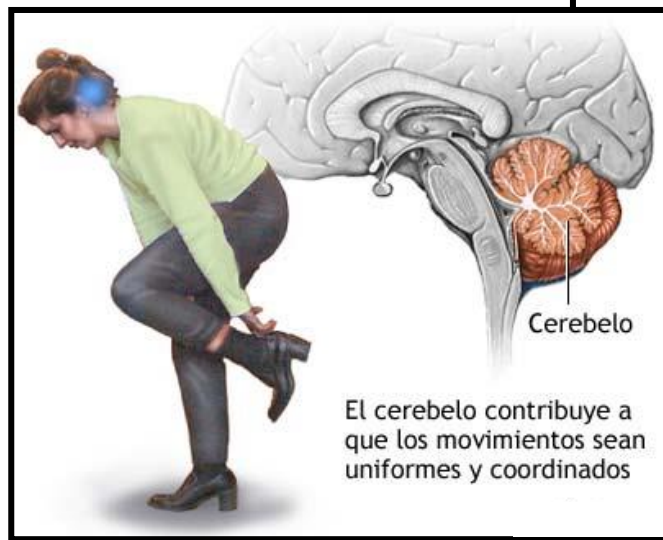 Cerebelo
El cerebelo contribuye a
que los movimientos sean
uniformes y coordinados